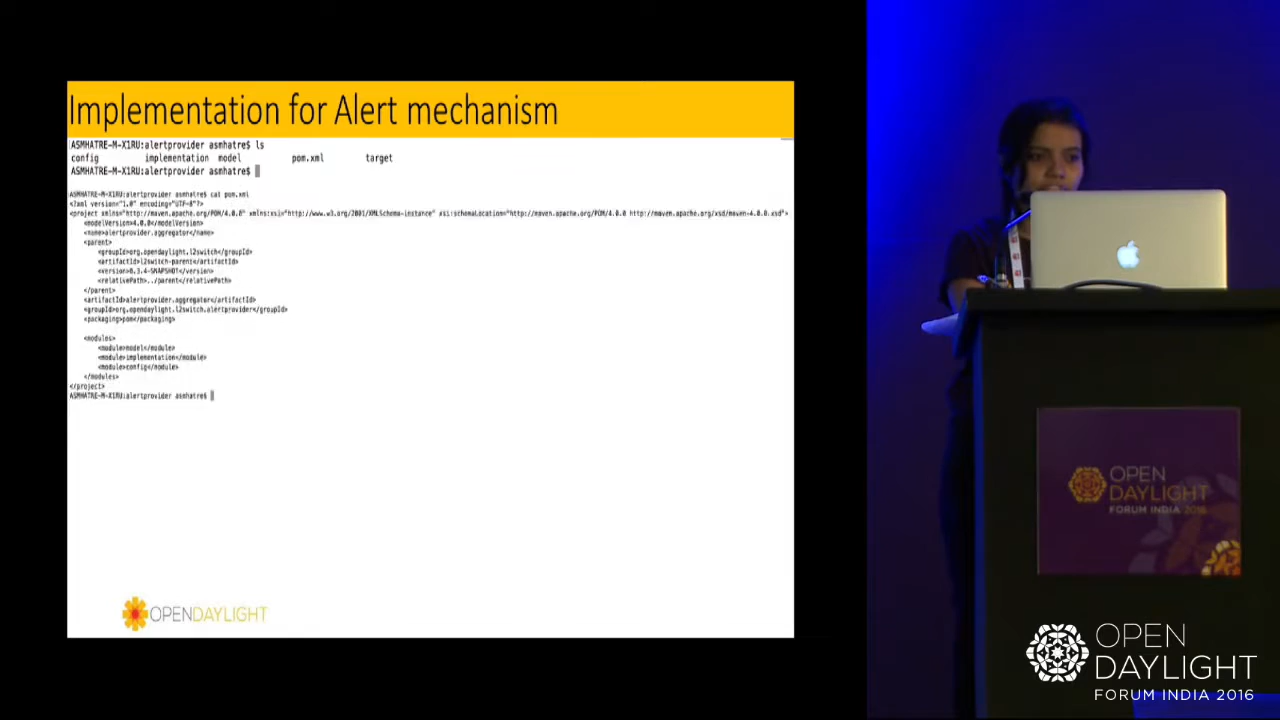 Implementation for Alert mechanism
ASMHATRE-M-X1RU:alertprovider asmhatre$ ls
config implementation model pom.xml target
ASMHATRE-M-X1RU:alertprovider asmhatre$
ASMHATRE-M-X1RU:alertprovider asmhatre$ cat pom.xml
<?xml version="1.0" encoding="UTF-8"?>
<project xmlns="http://maven.apache.org/POM/4.0.0" xmlns:xsi="http://www.w3.org/2001/XMLSchema-instance" xsi:schemaLocation="http://maven.apache.org/POM/4.0.0 http://maven.apache.org/xsd/maven-4.0.0.xsd">
<modelVersion>4.0.0</modelVersion>
<name>alertprovider.aggregator</name>
<parent>
<groupId>org.opendaylight.l2switch</groupId>
<artifactId>l2switch-parent</artifactId>
<version>0.3.4-SNAPSHOT</version>
<relativePath>../parent</relativePath>
</parent>
<artifactId>alertprovider.aggregator</artifactId>
<groupId>org.opendaylight.l2switch.alertprovider</groupId>
<packaging>pom</packaging>
<modules>
<module>model</module>
<module>implementation</module>
<module>config</module>
</modules>
</project>
ASMHATRE-M-X1RU:alertprovider asmhatre$
OPENDAYLIGHT
OPEN
DAYLIGHT
FORUM INDIA 2016
OPEN
DAYLIGHT
FORUM INDIA 2016